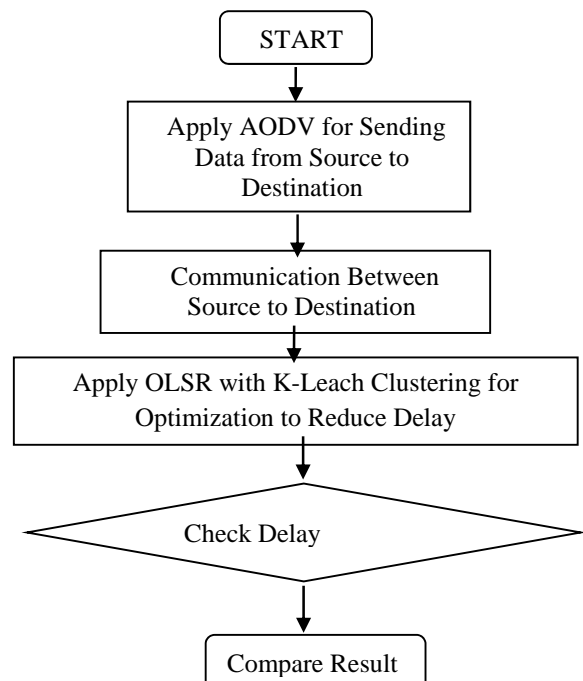 START
Apply AODV for Sending
Data from Source to
Destination
Communication Between
Source to Destination
Apply OLSR with K-Leach Clustering for
Optimization to Reduce Delay
Check Delay
Compare Result